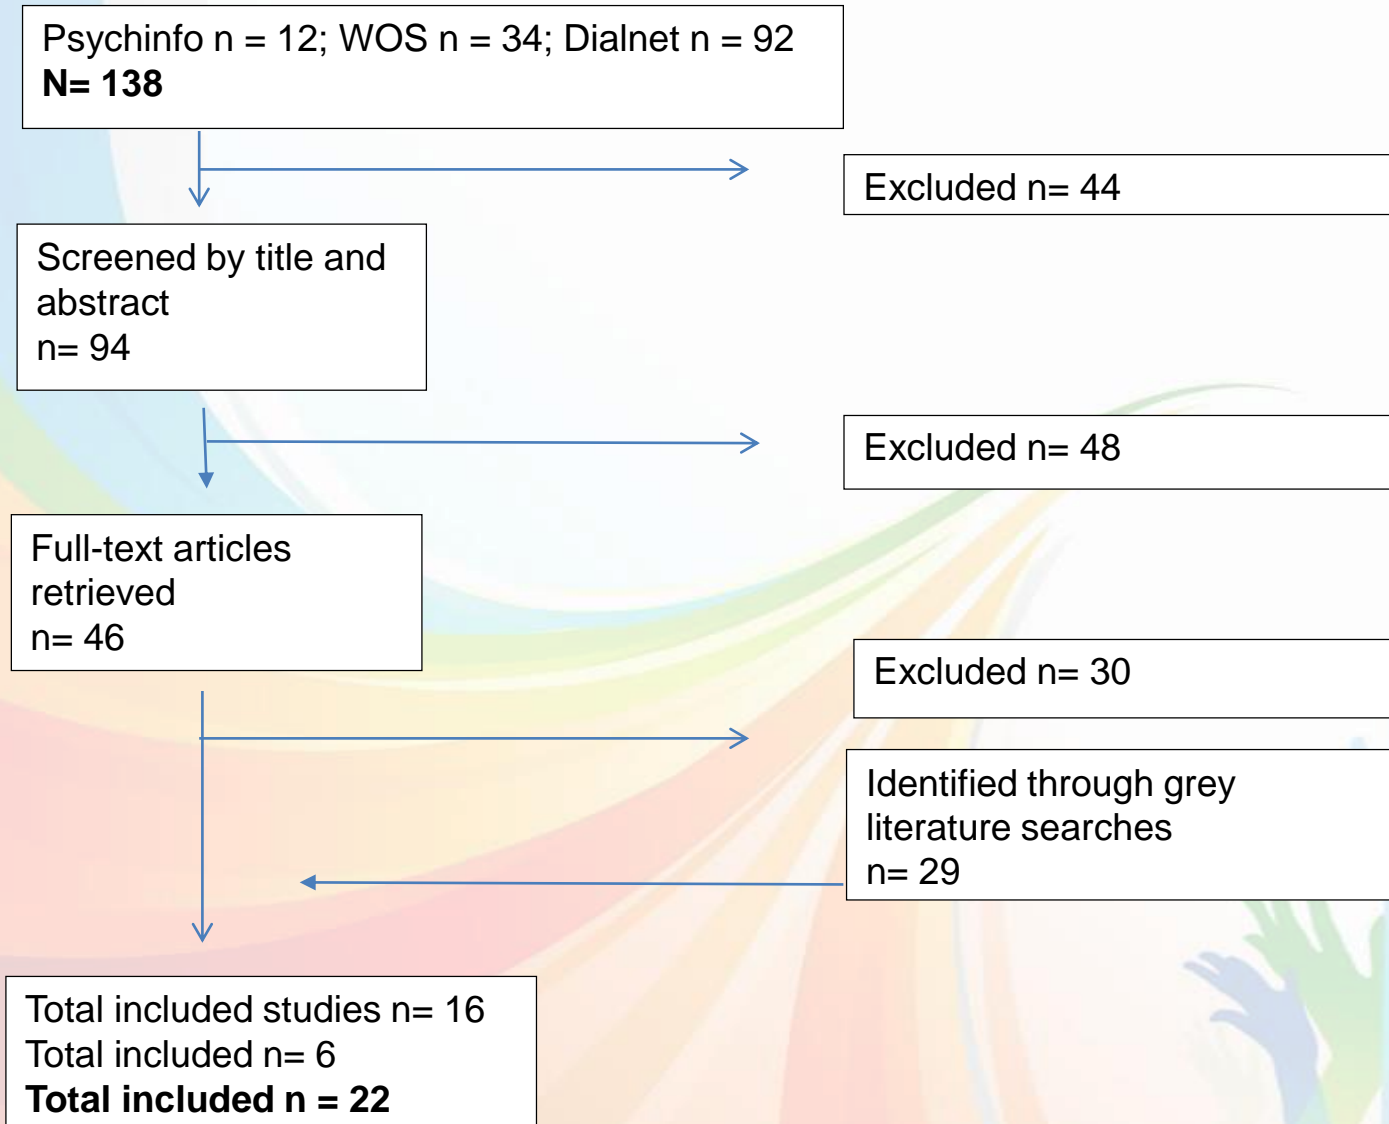 Psychinfo n = 12; WOS n = 34; Dialnet n = 92
N= 138
Excluded n= 44
Screened by title and
abstract
n= 94
Excluded n= 48
Full-text articles
retrieved
n= 46
Excluded n= 30
Identified through grey
literature searches
n= 29
Total included studies n= 16
Total included n= 6
Total included n = 22